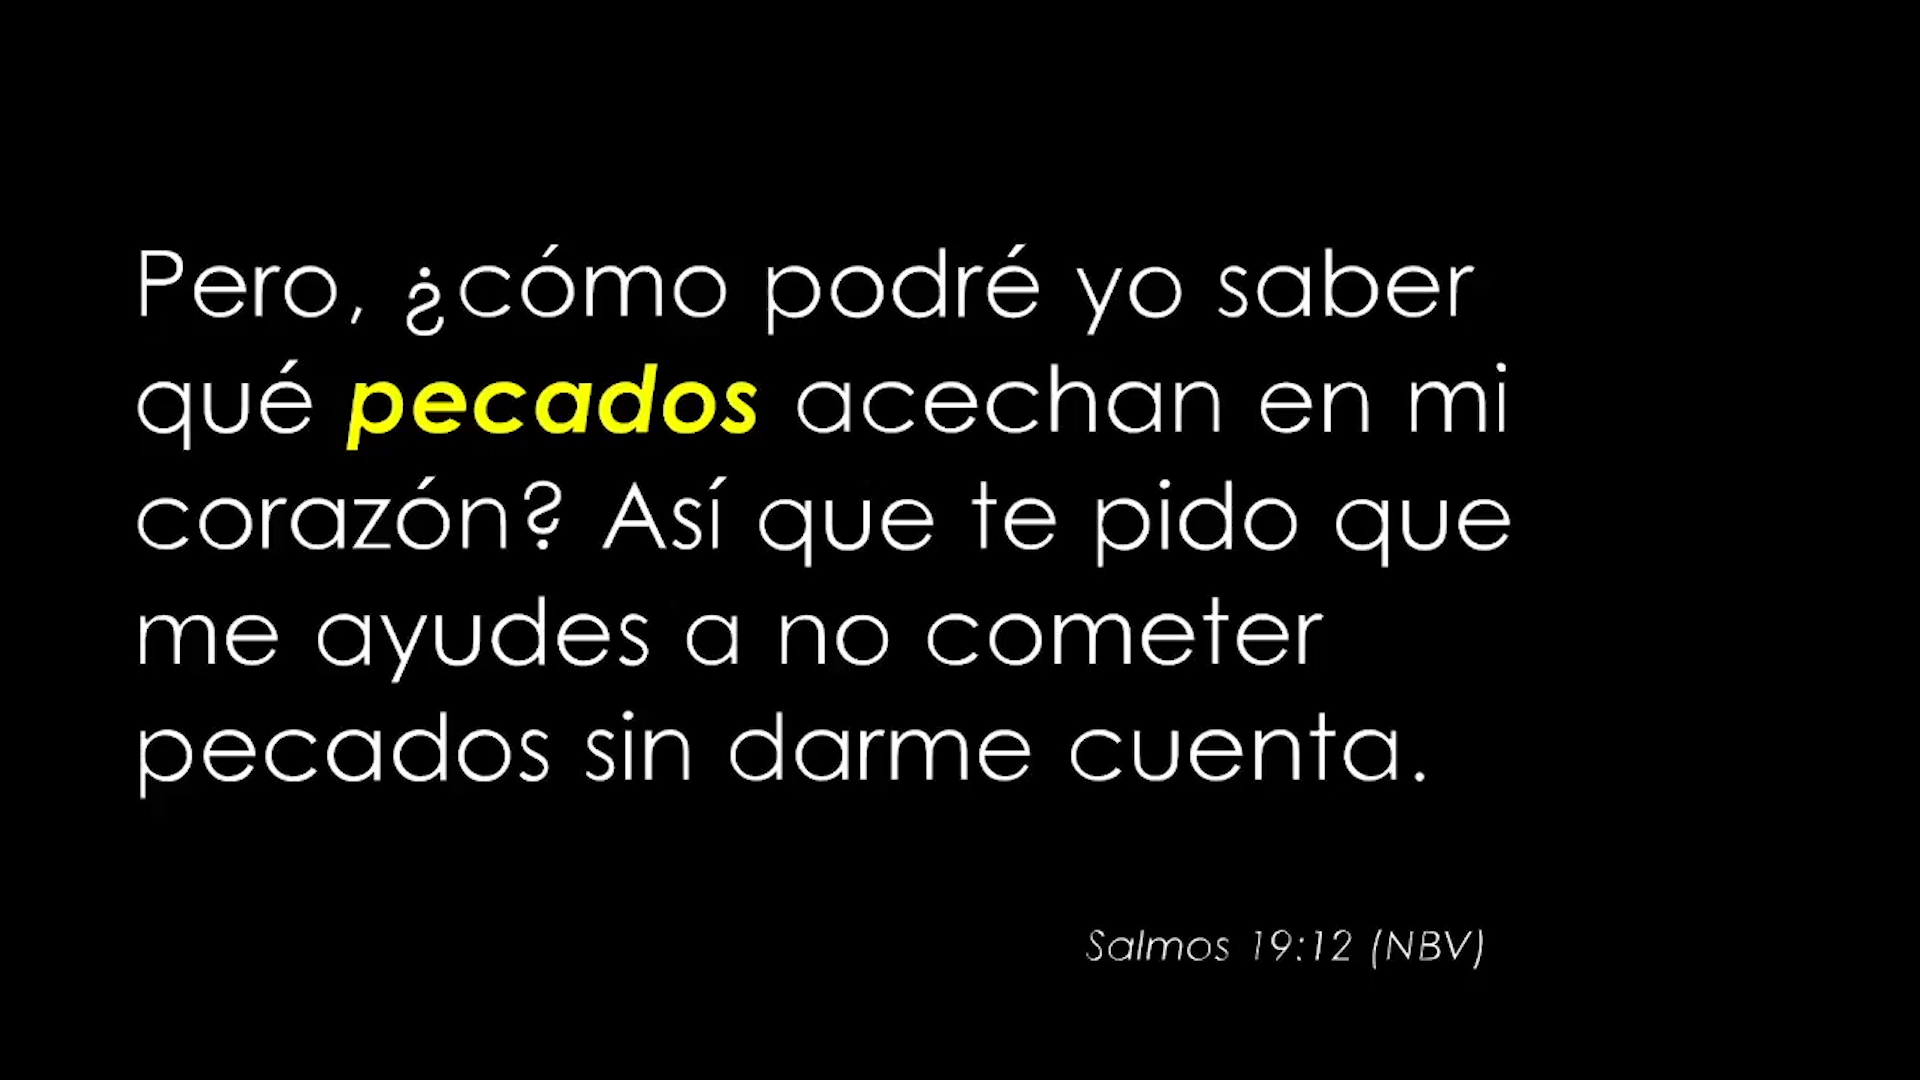 Pero, ¿cómo podré yo saber
qué pecados acechan en mi
corazón? Así que te pido que
me ayudes a no cometer
pecados sin darme cuenta.
Salmos 19:12 (NBV)